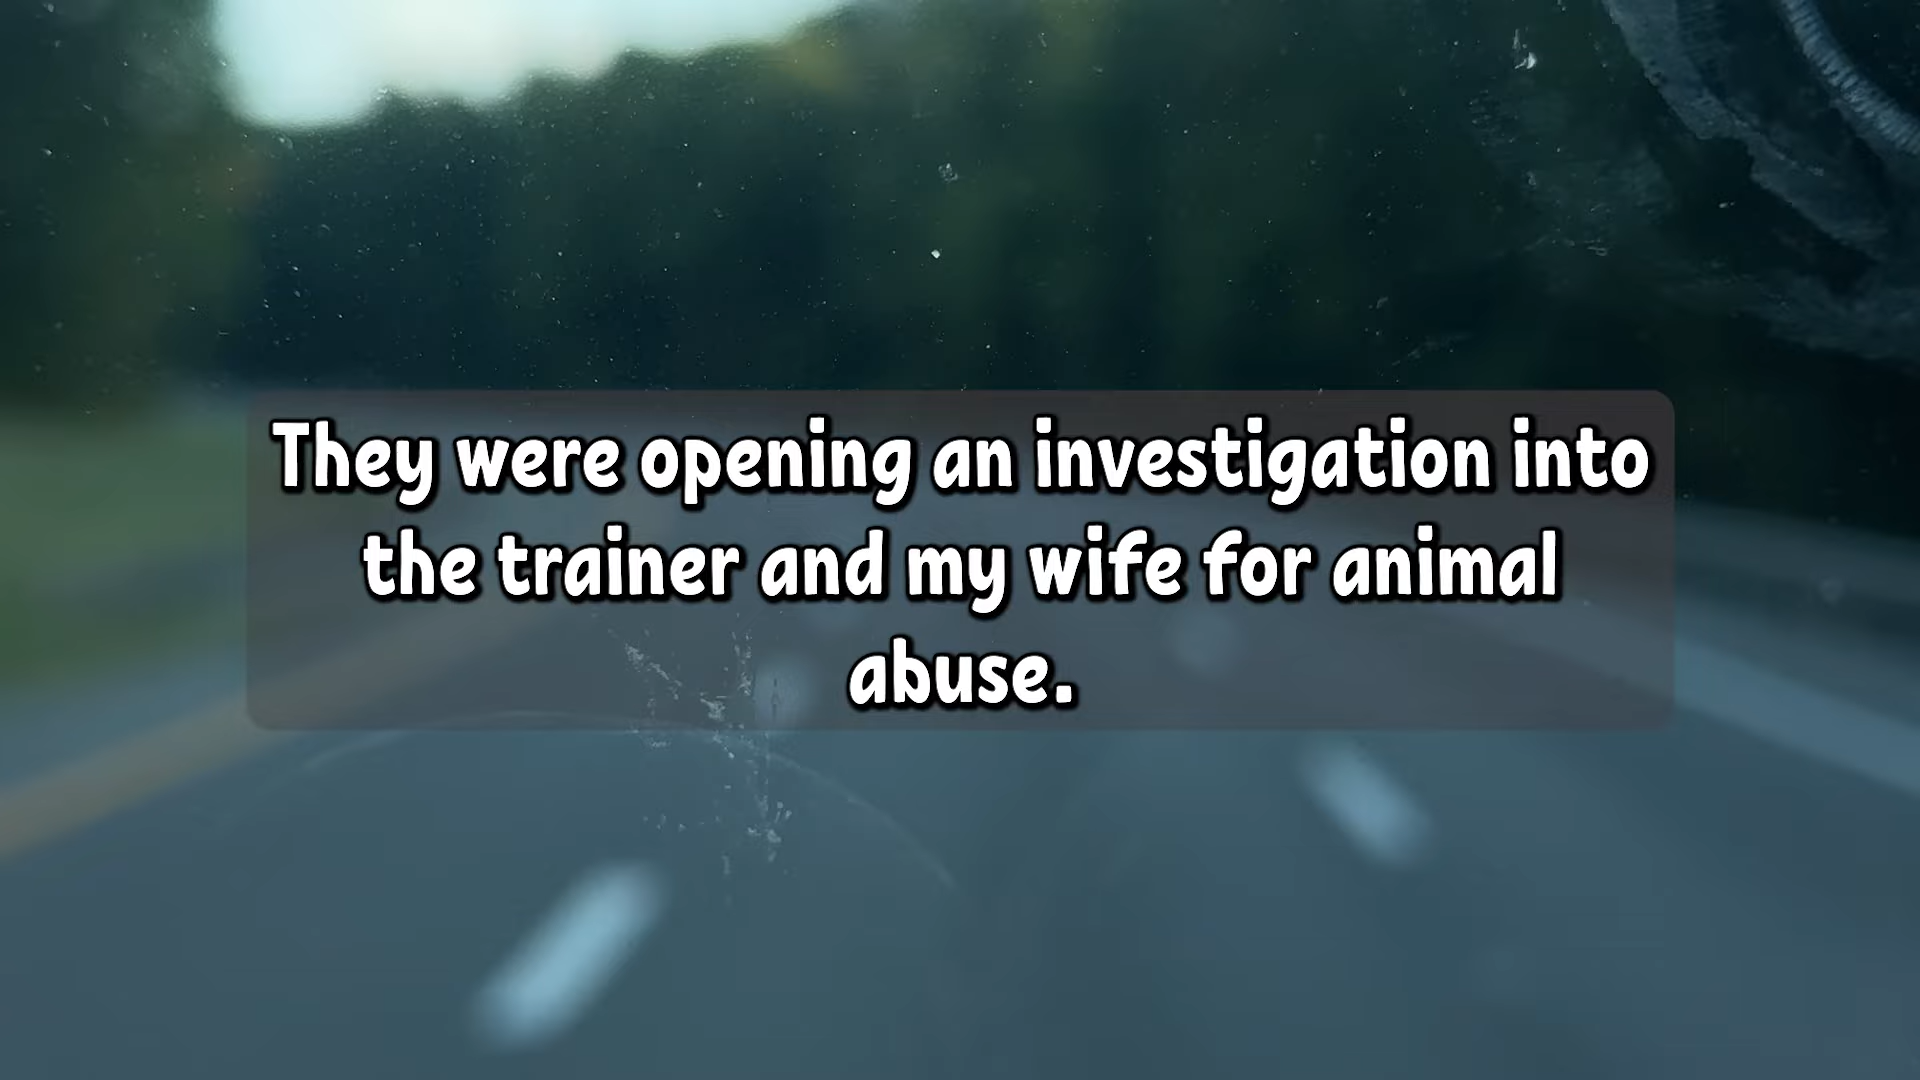 They were opening an investigation into
the trainer and my wife for animal
abuse.